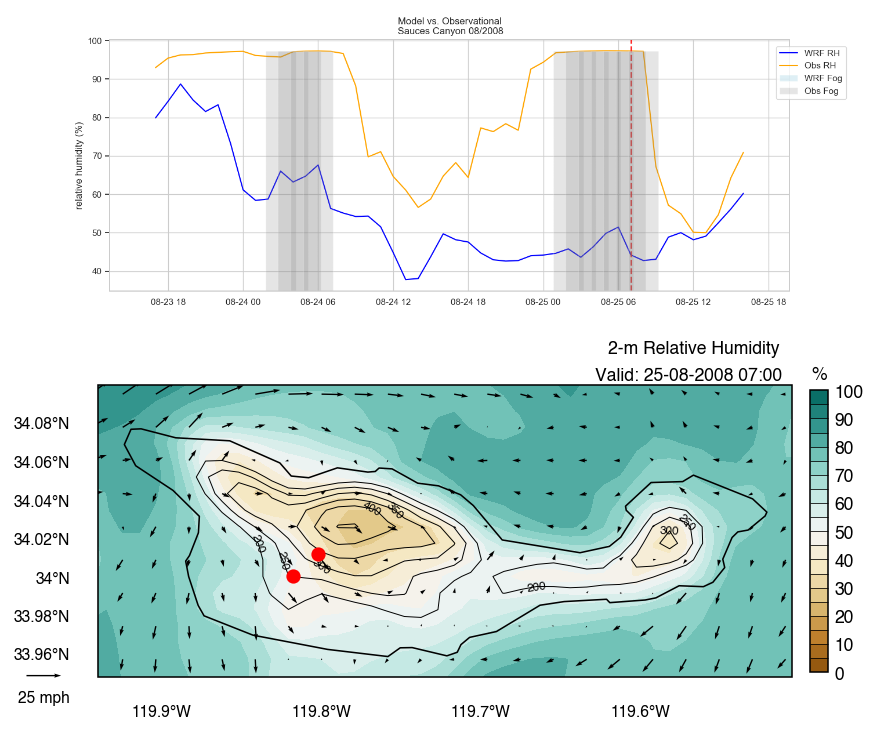 Model vs. Observational
Sauces Canyon 08/2008
relative humidity (%)
100
90
80
70
60
50
40
08-23 18
08-24 00
08-24 06
08-24 12
08-24 18
08-25 00
08-25 06
08-25 12
08-25 18
WRF RH
Obs RH
WRF Fog
Obs Fog
2-m Relative Humidity
Valid: 25-08-2008 07:00
%
34.08°N
34.06°N
34.04°N
34.02°N
34°N
33.98°N
33.96°N
25 mph
119.9°W
119.8°W
119.7°W
119.6°W
400
350
200
250
300
200
250
300
100
90
80
70
60
50
40
30
20
10
0